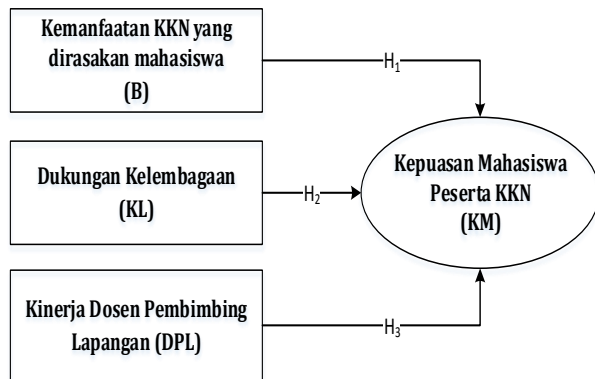 Kemanfaatan KKN yang
dirasakan mahasiswa
(B)
H1
Dukungan Kelembagaan
(KL)
H2
Kepuasan Mahasiswa
Peserta KKN
(KM)
Kinerja Dosen Pembimbing
Lapangan (DPL)
H3